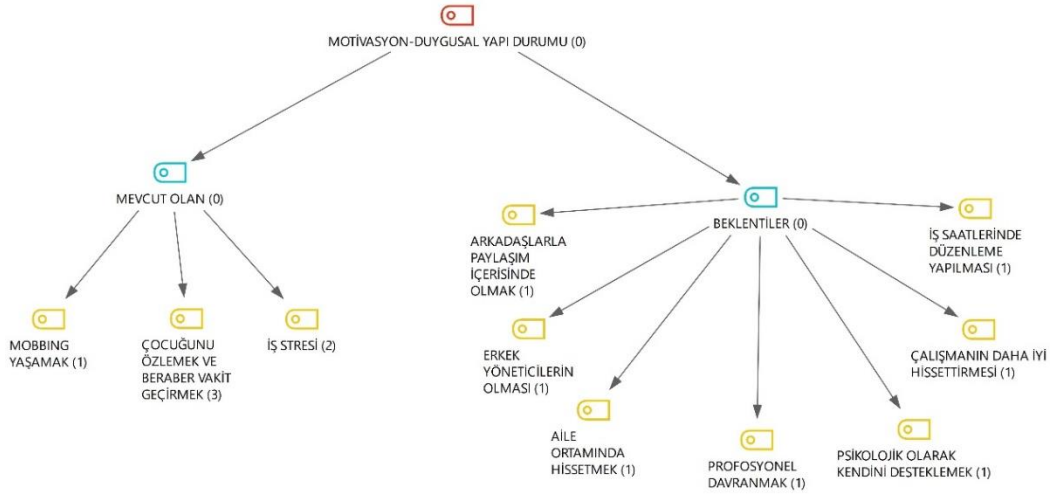 MOTİVASYON-DUYGUSAL YAPI DURUMU (0)
MEVCUT OLAN (0)
MOBBING
YAŞAMAK (1)
ÇOCUĞUNU
ÖZLEMEK VE
BERABER VAKİT
GEÇİRMEK (3)
İŞ STRESİ (2)
BEKLENTİLER (0)
ARKADAŞLARLA
PAYLAŞIM
İÇERİSİNDE
OLMAK (1)
ERKEK
YÖNETİCİLERİN
OLMASI (1)
AİLE
ORTAMINDA
HİSSETMEK (1)
PROFOSYONEL
DAVRANMAK (1)
PSİKOLOJİK OLARAK
KENDİNİ DESTEKLEMEK (1)
ÇALIŞMANIN DAHA İYİ
HİSSETTİRMESİ (1)
İŞ SAATLERİNDE
DÜZENLEME
YAPILMASI (1)